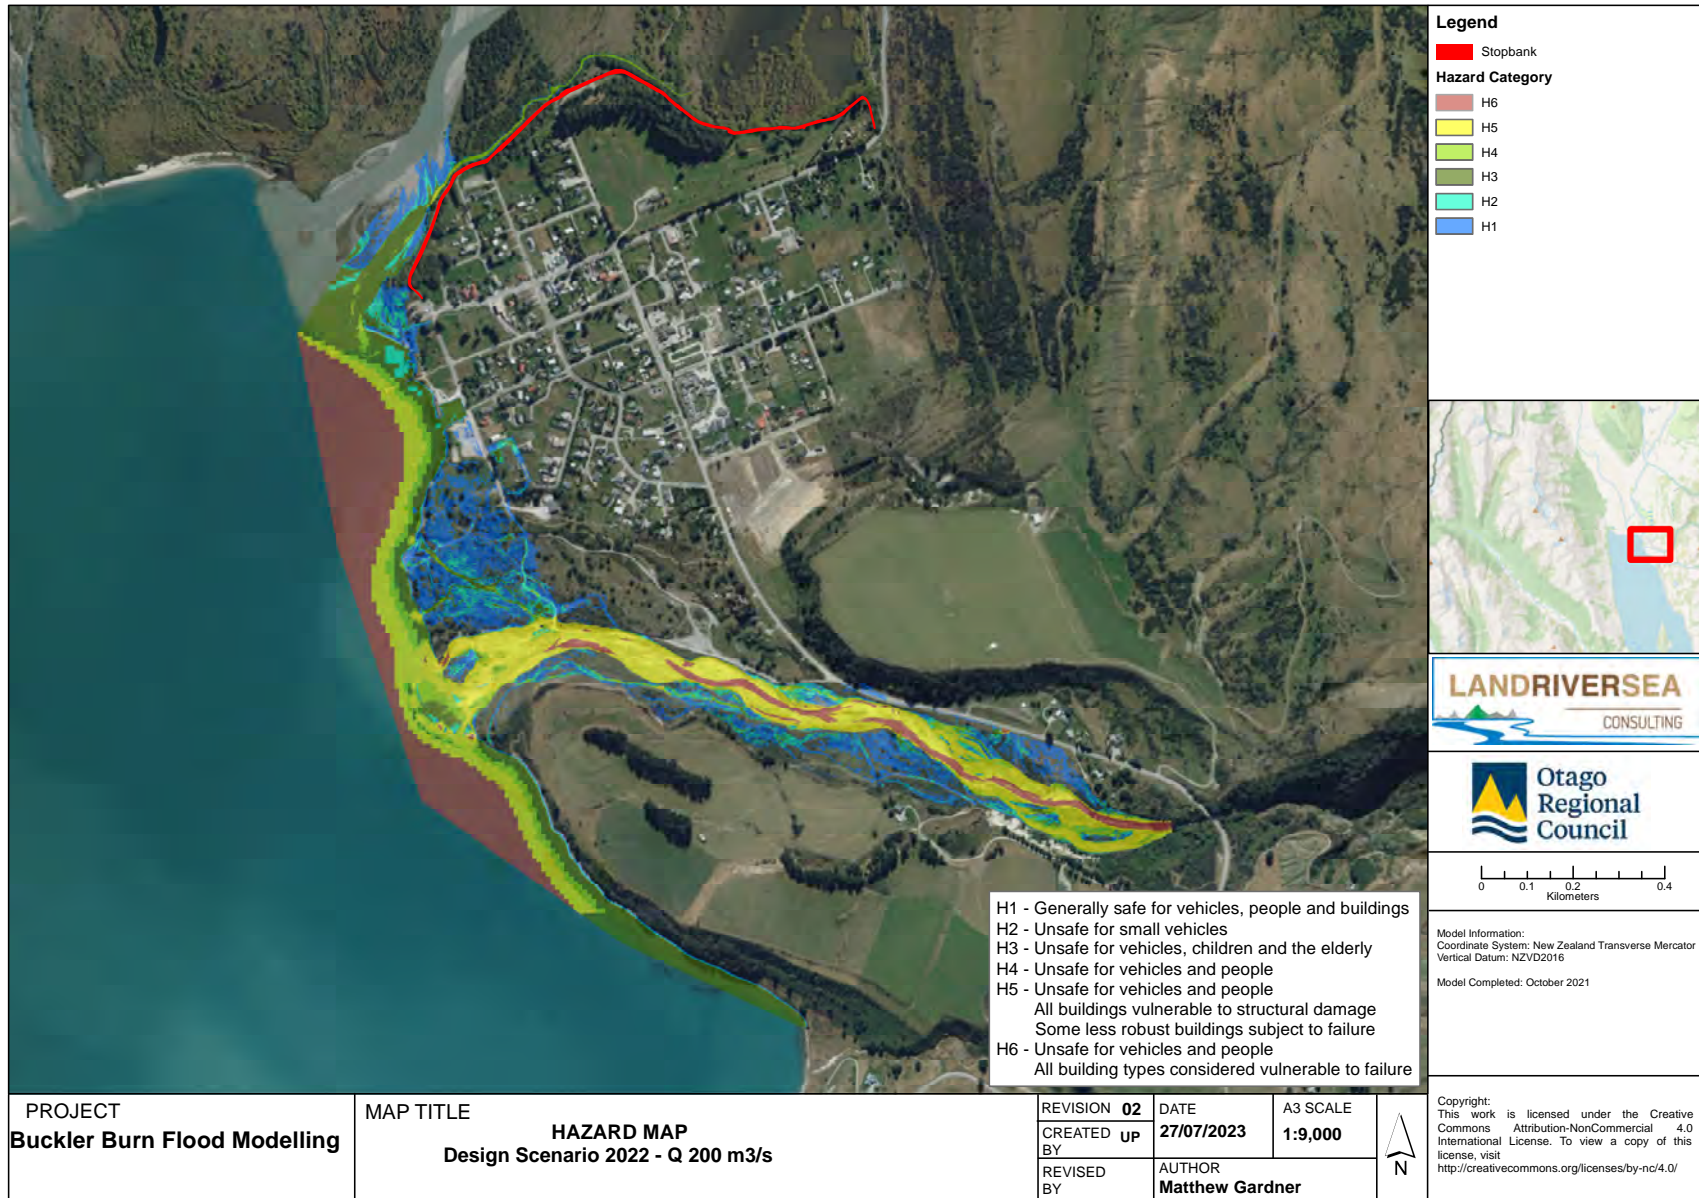 Legend
Stopbank
Hazard Category
H6
H5
H4
H3
H2
H1
LANDRIVERSEA
CONSULTING
Otago
Regional
Council
0 0.1 0.2 0.4
Kilometers
Model Information:
Coordinate System: New Zealand Transverse Mercator
Vertical Datum: NZVD2016
Model Completed: October 2021
H1 - Generally safe for vehicles, people and buildings
H2 - Unsafe for small vehicles
H3 - Unsafe for vehicles, children and the elderly
H4 - Unsafe for vehicles and people
H5 - Unsafe for vehicles and people
All buildings vulnerable to structural damage
Some less robust buildings subject to failure
H6 - Unsafe for vehicles and people
All building types considered vulnerable to failure
PROJECT
Buckler Burn Flood Modelling
MAP TITLE
HAZARD MAP
Design Scenario 2022 - Q 200 m3/s
REVISION 02
CREATED BY UP
REVISED BY
DATE
27/07/2023
A3 SCALE
1:9,000
AUTHOR
Matthew Gardner
N
Copyright:
This work is licensed under the Creative
Commons Attribution-NonCommercial 4.0
International License. To view a copy of this
license, visit
http://creativecommons.org/licenses/by-nc/4.0/